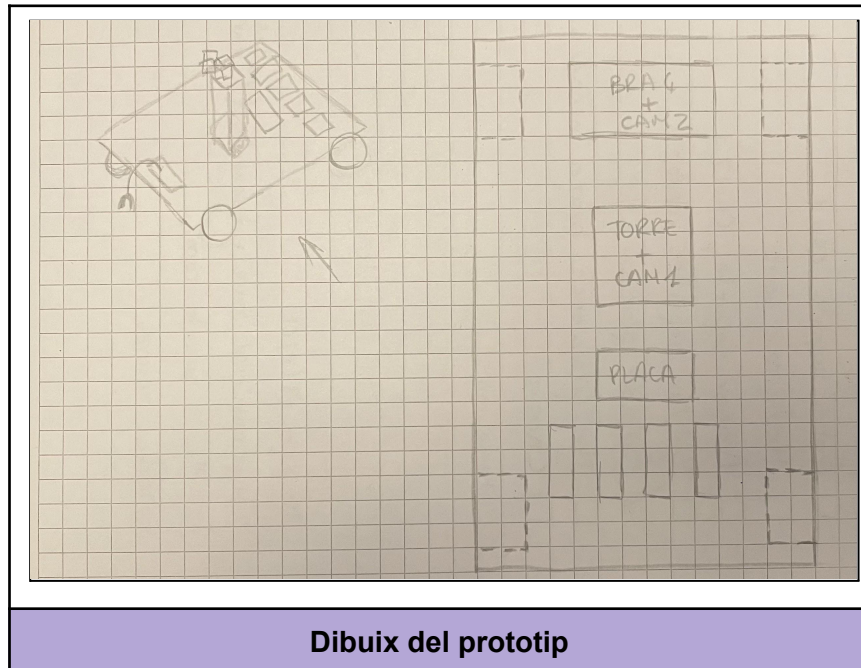 BRAÇ
+
CAM2
TORRE
+
CAM1
PLACA
Dibuix del prototip